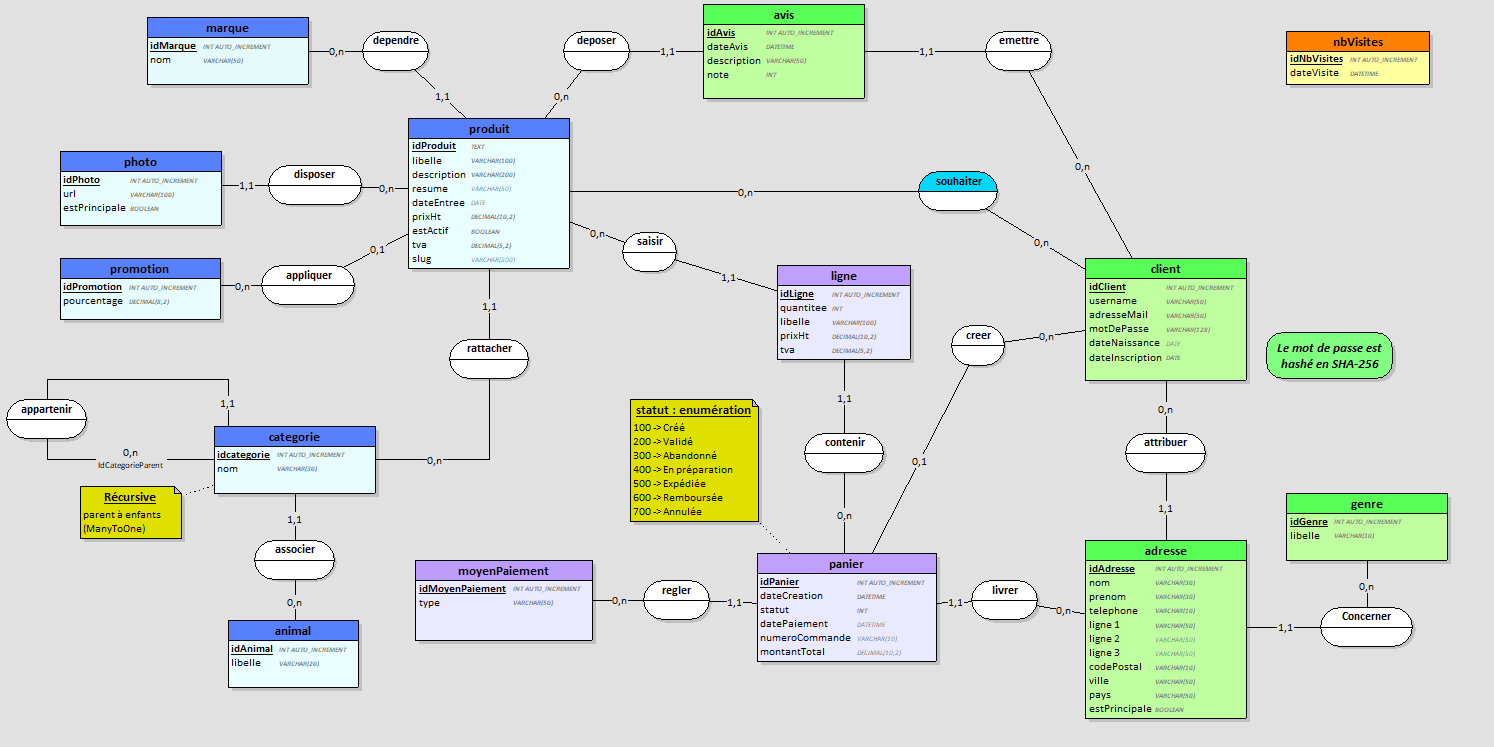 marque
idMarque INT AUTO_INCREMENT
nom VARCHAR(50)
0,n
dependre
1,1
deposer
0,n
1,1
avis
idAvis INT AUTO_INCREMENT
dateAvis DATETIME
description VARCHAR(50)
note INT
1,1
emettre
0,n
nbVisites
idNbVisites INT AUTO_INCREMENT
dateVisite DATETIME
photo
idPhoto INT AUTO_INCREMENT
url VARCHAR(100)
estPrincipale BOOLEAN
1,1
disposer
0,n
produit
idProduit TEXT
libelle VARCHAR(100)
description VARCHAR(200)
resume VARCHAR(50)
dateEntree DATE
prixHt DECIMAL(10,2)
estActif BOOLEAN
tva DECIMAL(5,2)
slug VARCHAR(200)
0,n
souhaiter
0,n
0,n
saisir
1,1
promotion
idPromotion INT AUTO_INCREMENT
pourcentage DECIMAL(8,2)
0,n
appliquer
0,1
ligne
idLigne INT AUTO_INCREMENT
quantitee INT
libelle VARCHAR(100)
prixHt DECIMAL(10,2)
tva DECIMAL(5,2)
client
idClient INT AUTO_INCREMENT
username VARCHAR(50)
adresseMail VARCHAR(30)
motDePasse VARCHAR(128)
dateNaissance DATE
dateInscription DATE
Le mot de passe est
hashé en SHA-256
1,1
rattacher
0,n
creer
0,n
0,1
appartenir
1,1
0,n
IdCategorieParent
categorie
idcategorie INT AUTO_INCREMENT
nom VARCHAR(30)
Récursive
parent à enfants
(ManyToOne)
statut : enumération
100 -> Créé
200 -> Validé
300 -> Abandonné
400 -> En préparation
500 -> Expédiée
600 -> Remboursée
700 -> Annulée
1,1
contenir
0,n
0,n
attribuer
1,1
1,1
associer
0,n
animal
idAnimal INT AUTO_INCREMENT
libelle VARCHAR(20)
moyenPaiement
idMoyenPaiement INT AUTO_INCREMENT
type VARCHAR(50)
0,n
regler
1,1
panier
idPanier INT AUTO_INCREMENT
dateCreation DATETIME
statut INT
datePaiement DATETIME
numeroCommande VARCHAR(10)
montantTotal DECIMAL(10,2)
1,1
livrer
0,n
adresse
idAdresse INT AUTO_INCREMENT
nom VARCHAR(30)
prenom VARCHAR(30)
telephone VARCHAR(10)
ligne 1 VARCHAR(50)
ligne 2 VARCHAR(50)
ligne 3 VARCHAR(50)
codePostal VARCHAR(10)
ville VARCHAR(50)
pays VARCHAR(50)
estPrincipale BOOLEAN
genre
idGenre INT AUTO_INCREMENT
libelle VARCHAR(10)
0,n
Concerner
1,1